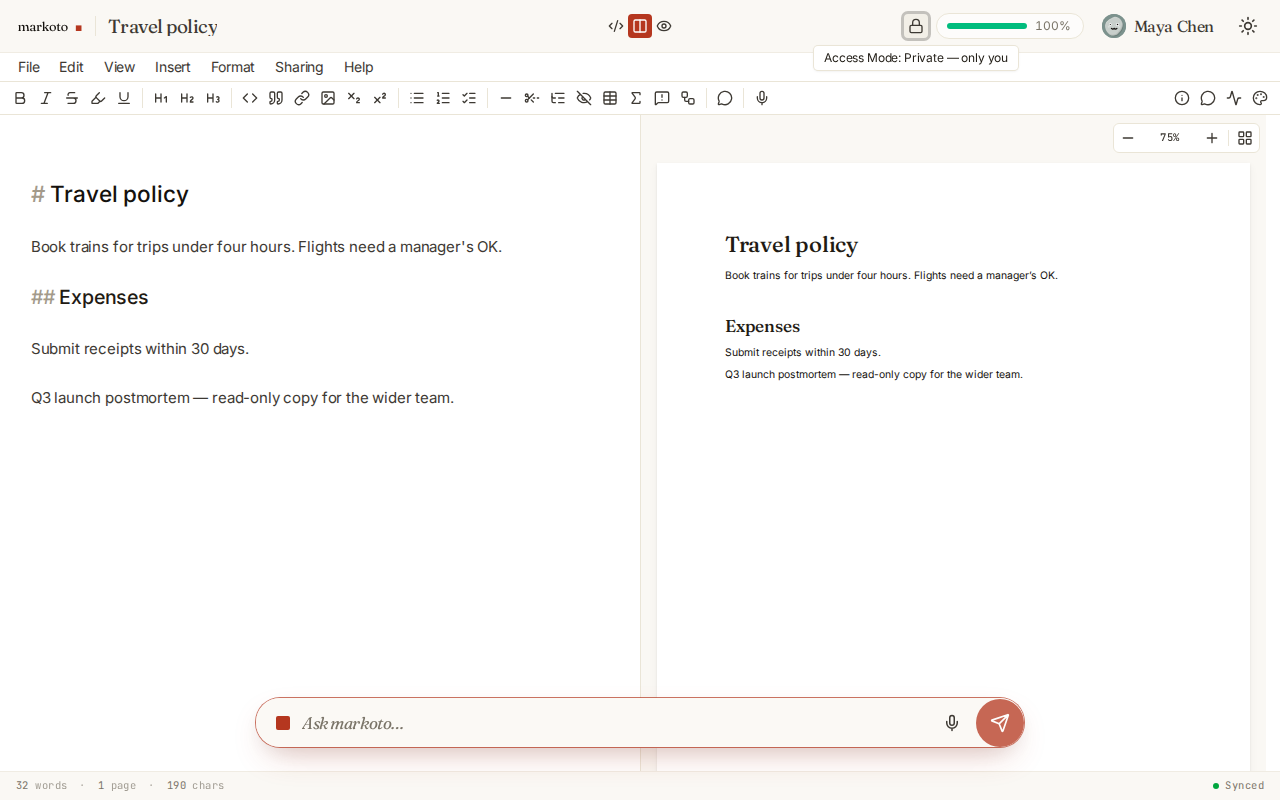 markoto
Travel policy
100%
Maya Chen
Access Mode: Private — only you
File Edit View Insert Format Sharing Help
H1 H2 H3
75%
# Travel policy
Book trains for trips under four hours. Flights need a manager's OK.
## Expenses
Submit receipts within 30 days.
Q3 launch postmortem — read-only copy for the wider team.
Travel policy
Book trains for trips under four hours. Flights need a manager's OK.
Expenses
Submit receipts within 30 days.
Q3 launch postmortem — read-only copy for the wider team.
Ask markoto...
32 words · 1 page · 190 chars
Synced